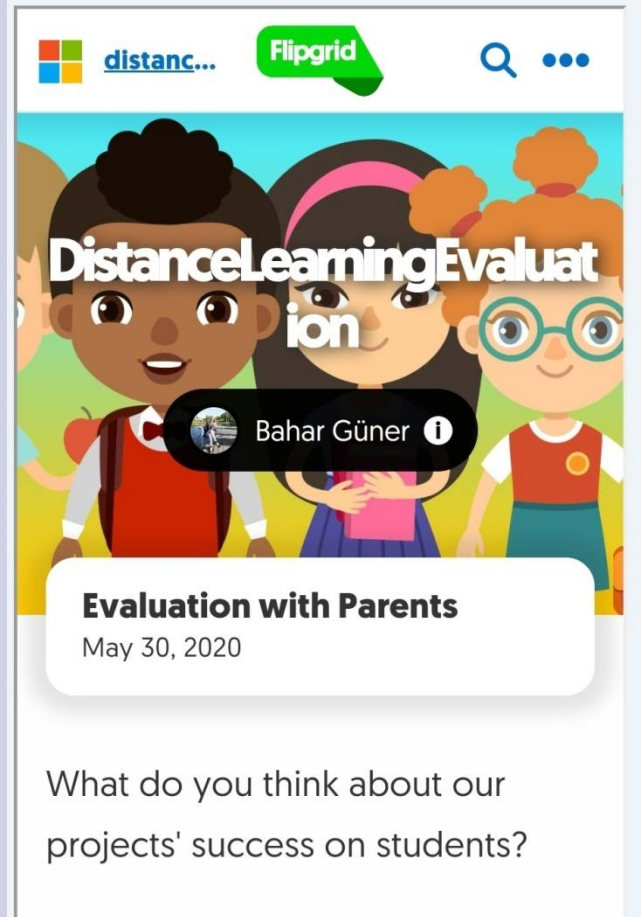 distanc...
Flipgrid
DistanceLearningEvaluat
ion
Bahar Güner
Evaluation with Parents
May 30, 2020
What do you think about our
projects' success on students?